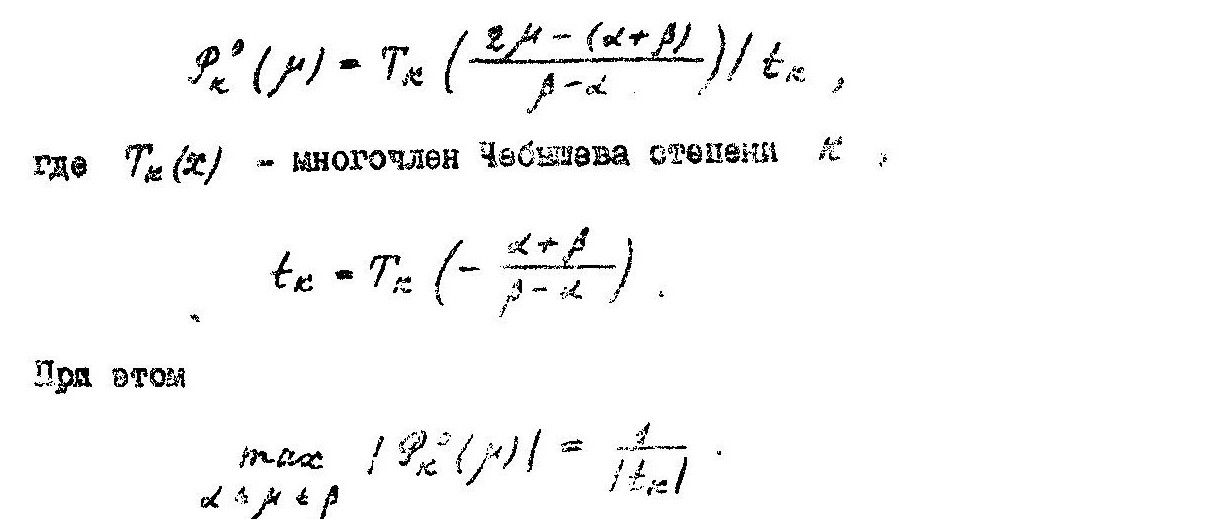 P_k^0(μ) = T_k((2μ - (α+β))/(β-α)) / t_k ,
где T_k(x) - многочлен Чебышева степени k ,
t_k = T_k(- (α+β)/(β-α)) .
При этом
max_{α≤μ≤β} |P_k^0(μ)| = 1/|t_k| .